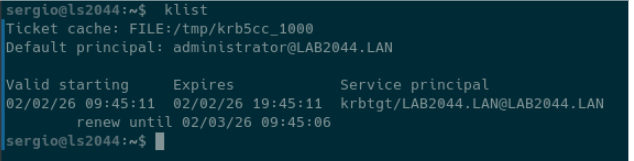 sergio@ls2044:~$ klist
Ticket cache: FILE:/tmp/krb5cc_1000
Default principal: administrator@LAB2044.LAN

Valid starting     Expires            Service principal
02/02/26 09:45:11  02/02/26 19:45:11  krbtgt/LAB2044.LAN@LAB2044.LAN
        renew until 02/03/26 09:45:06
sergio@ls2044:~$